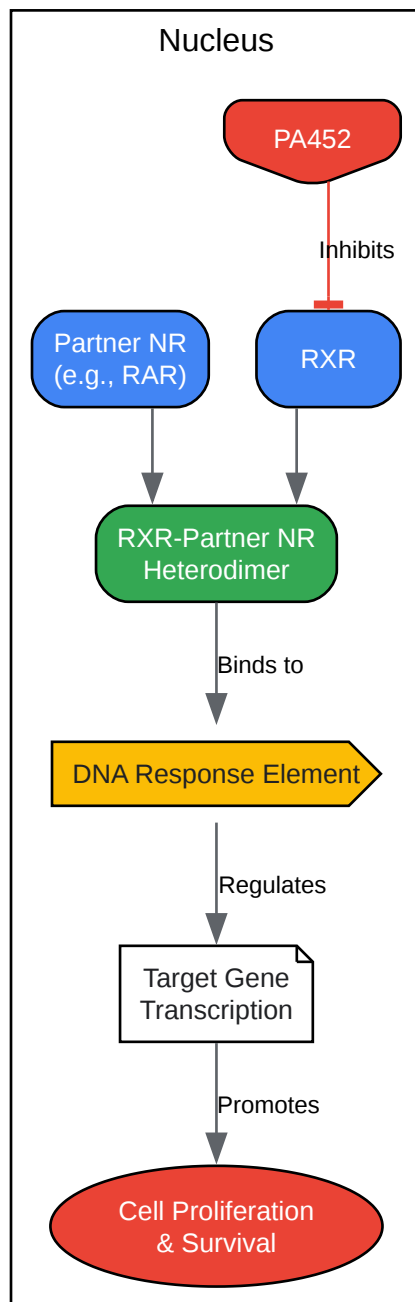 Nucleus
PA452
Inhibits
Partner NR
(e.g., RAR)
RXR
RXR-Partner NR
Heterodimer
Binds to
DNA Response Element
Regulates
Target Gene
Transcription
Promotes
Cell Proliferation
& Survival